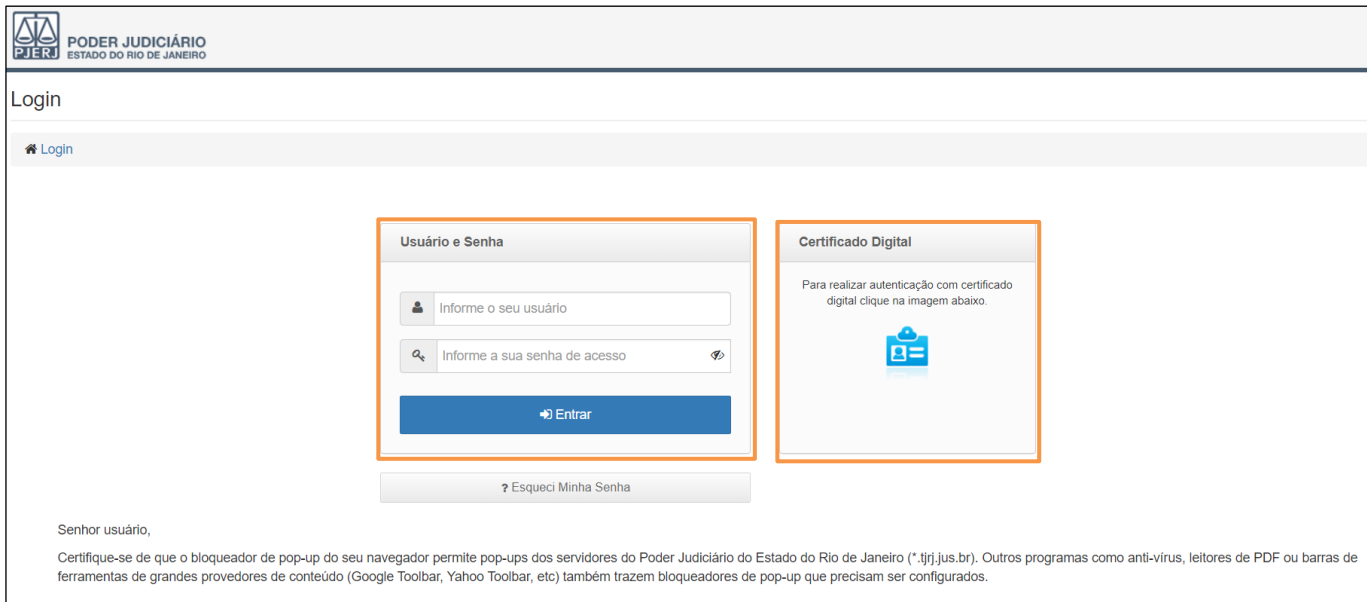 PJERJ
PODER JUDICIÁRIO
ESTADO DO RIO DE JANEIRO
Login
Login
Usuário e Senha
Informe o seu usuário
Informe a sua senha de acesso
Entrar
? Esqueci Minha Senha
Certificado Digital
Para realizar autenticação com certificado
digital clique na imagem abaixo.
Senhor usuário,
Certifique-se de que o bloqueador de pop-up do seu navegador permite pop-ups dos servidores do Poder Judiciário do Estado do Rio de Janeiro (*.tjrj.jus.br). Outros programas como anti-vírus, leitores de PDF ou barras de
ferramentas de grandes provedores de conteúdo (Google Toolbar, Yahoo Toolbar, etc) também trazem bloqueadores de pop-up que precisam ser configurados.